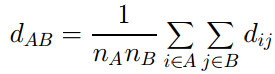 d_{AB} = \frac{1}{n_A n_B} \sum_{i \in A} \sum_{j \in B} d_{ij}